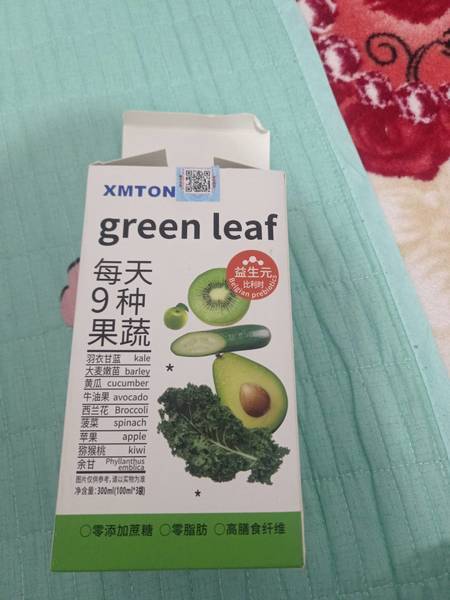 XMTON
green leaf
每天
9种
果蔬
益生元
比利时
Belgian prebiotics
羽衣甘蓝 kale
大麦嫩苗 barley
黄瓜 cucumber
牛油果 avocado
西兰花 Broccoli
菠菜 spinach
苹果 apple
猕猴桃 kiwi
余甘 Phyllanthus emblica
图片仅供参考,请以实物为准
净含量:300ml(100ml*3袋)
*
*
○零添加蔗糖 ○零脂肪 ○高膳食纤维